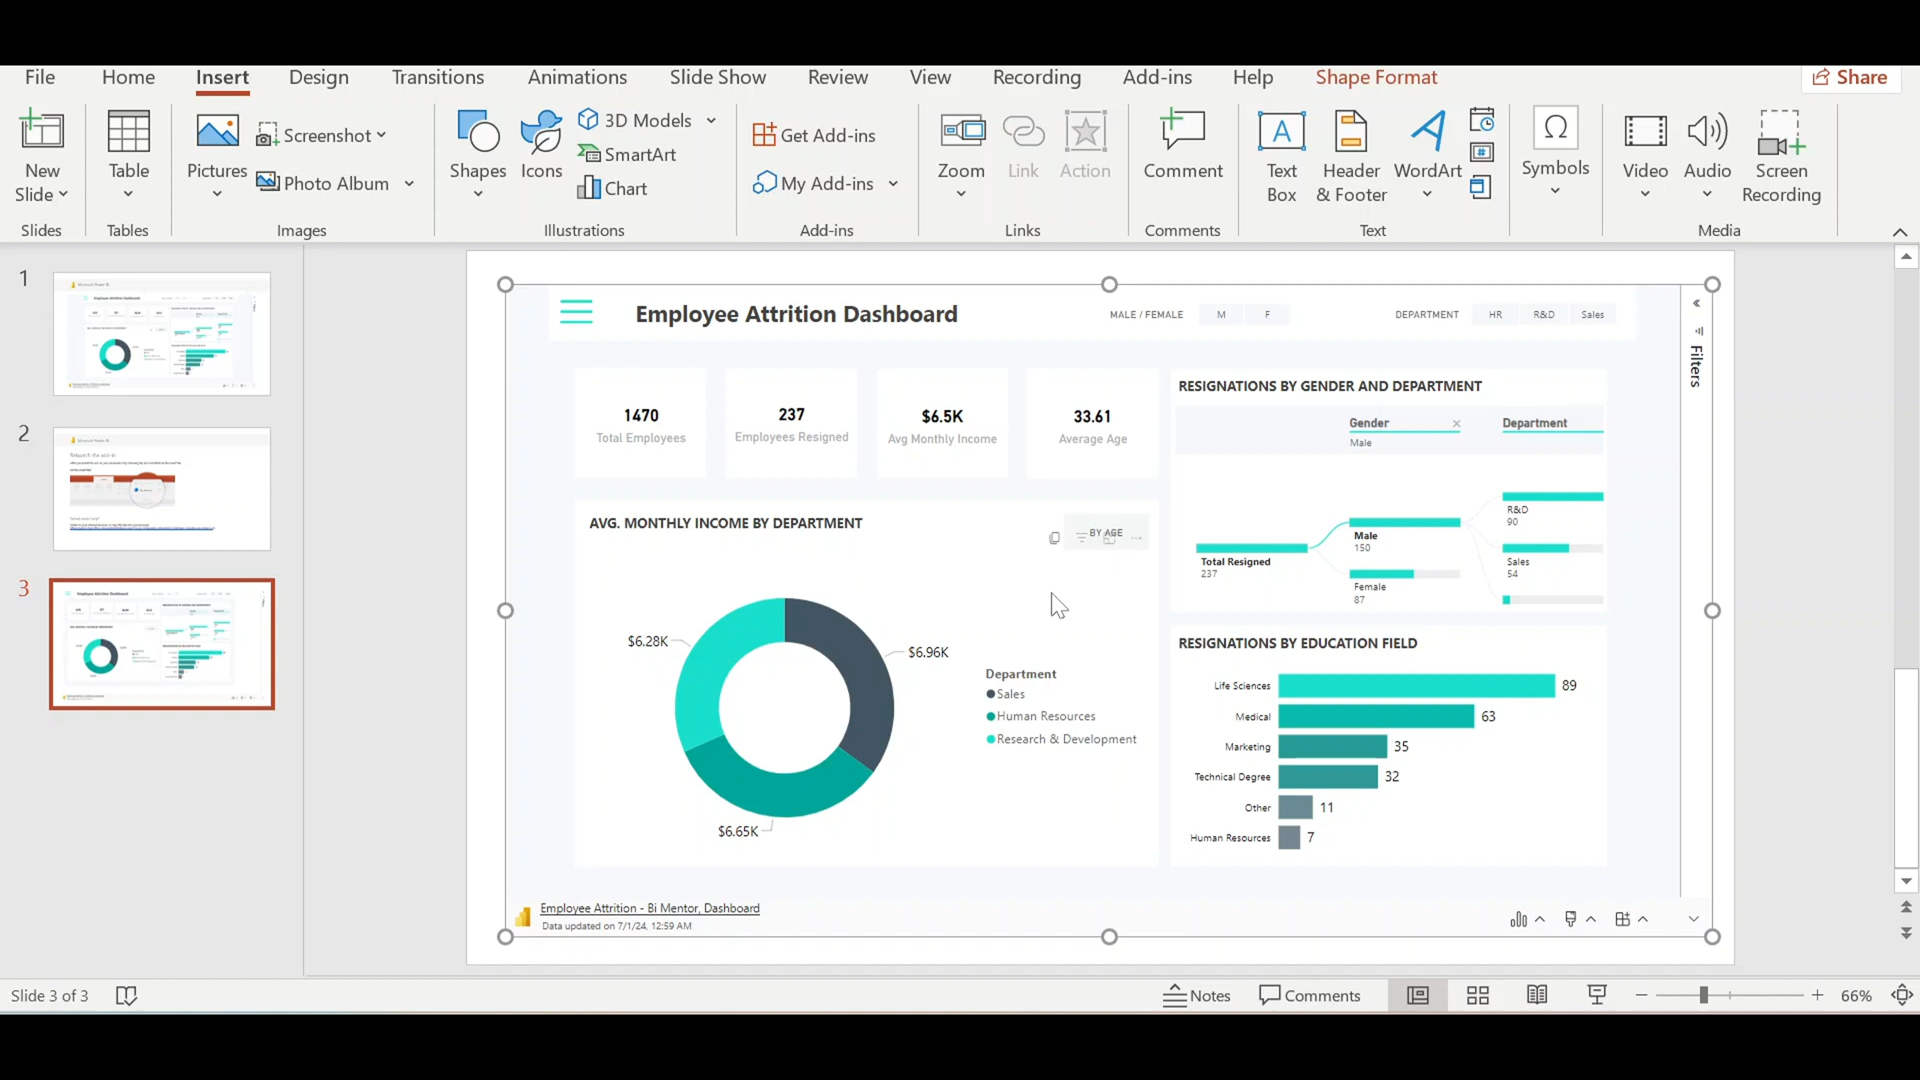 File Home Insert Design Transitions Animations Slide Show Review View Recording Add-ins Help Shape Format Share
New Slide
Table
Pictures
Screenshot
Photo Album
Shapes
Icons
3D Models
SmartArt
Chart
Get Add-ins
My Add-ins
Zoom
Link
Action
Comment
Text Box
Header & Footer
WordArt
Symbols
Video
Audio
Screen Recording
Slides Tables Images Illustrations Add-ins Links Comments Text Media
1
2
3
Employee Attrition Dashboard
MALE / FEMALE M F
DEPARTMENT HR R&D Sales
Filters
1470
Total Employees
237
Employees Resigned
$6.5K
Avg Monthly Income
33.61
Average Age
AVG. MONTHLY INCOME BY DEPARTMENT
BY AGE
$6.28K
$6.96K
$6.65K
Department
Sales
Human Resources
Research & Development
RESIGNATIONS BY GENDER AND DEPARTMENT
Gender
Male
Department
Total Resigned
237
Male
150
Female
87
R&D
90
Sales
54
RESIGNATIONS BY EDUCATION FIELD
Life Sciences 89
Medical 63
Marketing 35
Technical Degree 32
Other 11
Human Resources 7
Employee Attrition - Bi Mentor, Dashboard
Data updated on 7/1/24, 12:59 AM
Slide 3 of 3
Notes
Comments
66%